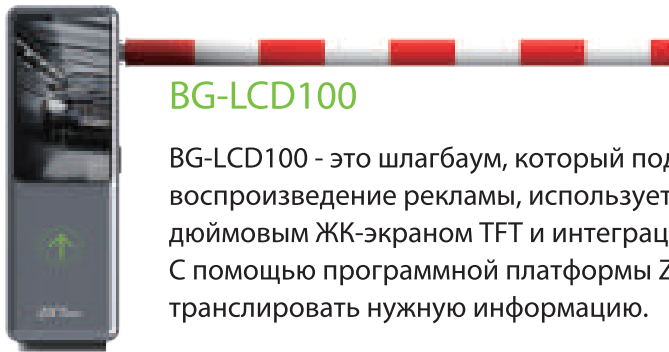 BG-LCD100
BG-LCD100 - это шлагбаум, который под
воспроизведение рекламы, использует
дюймовым ЖК-экраном TFT и интеграц
С помощью программной платформы Z
транслировать нужную информацию.